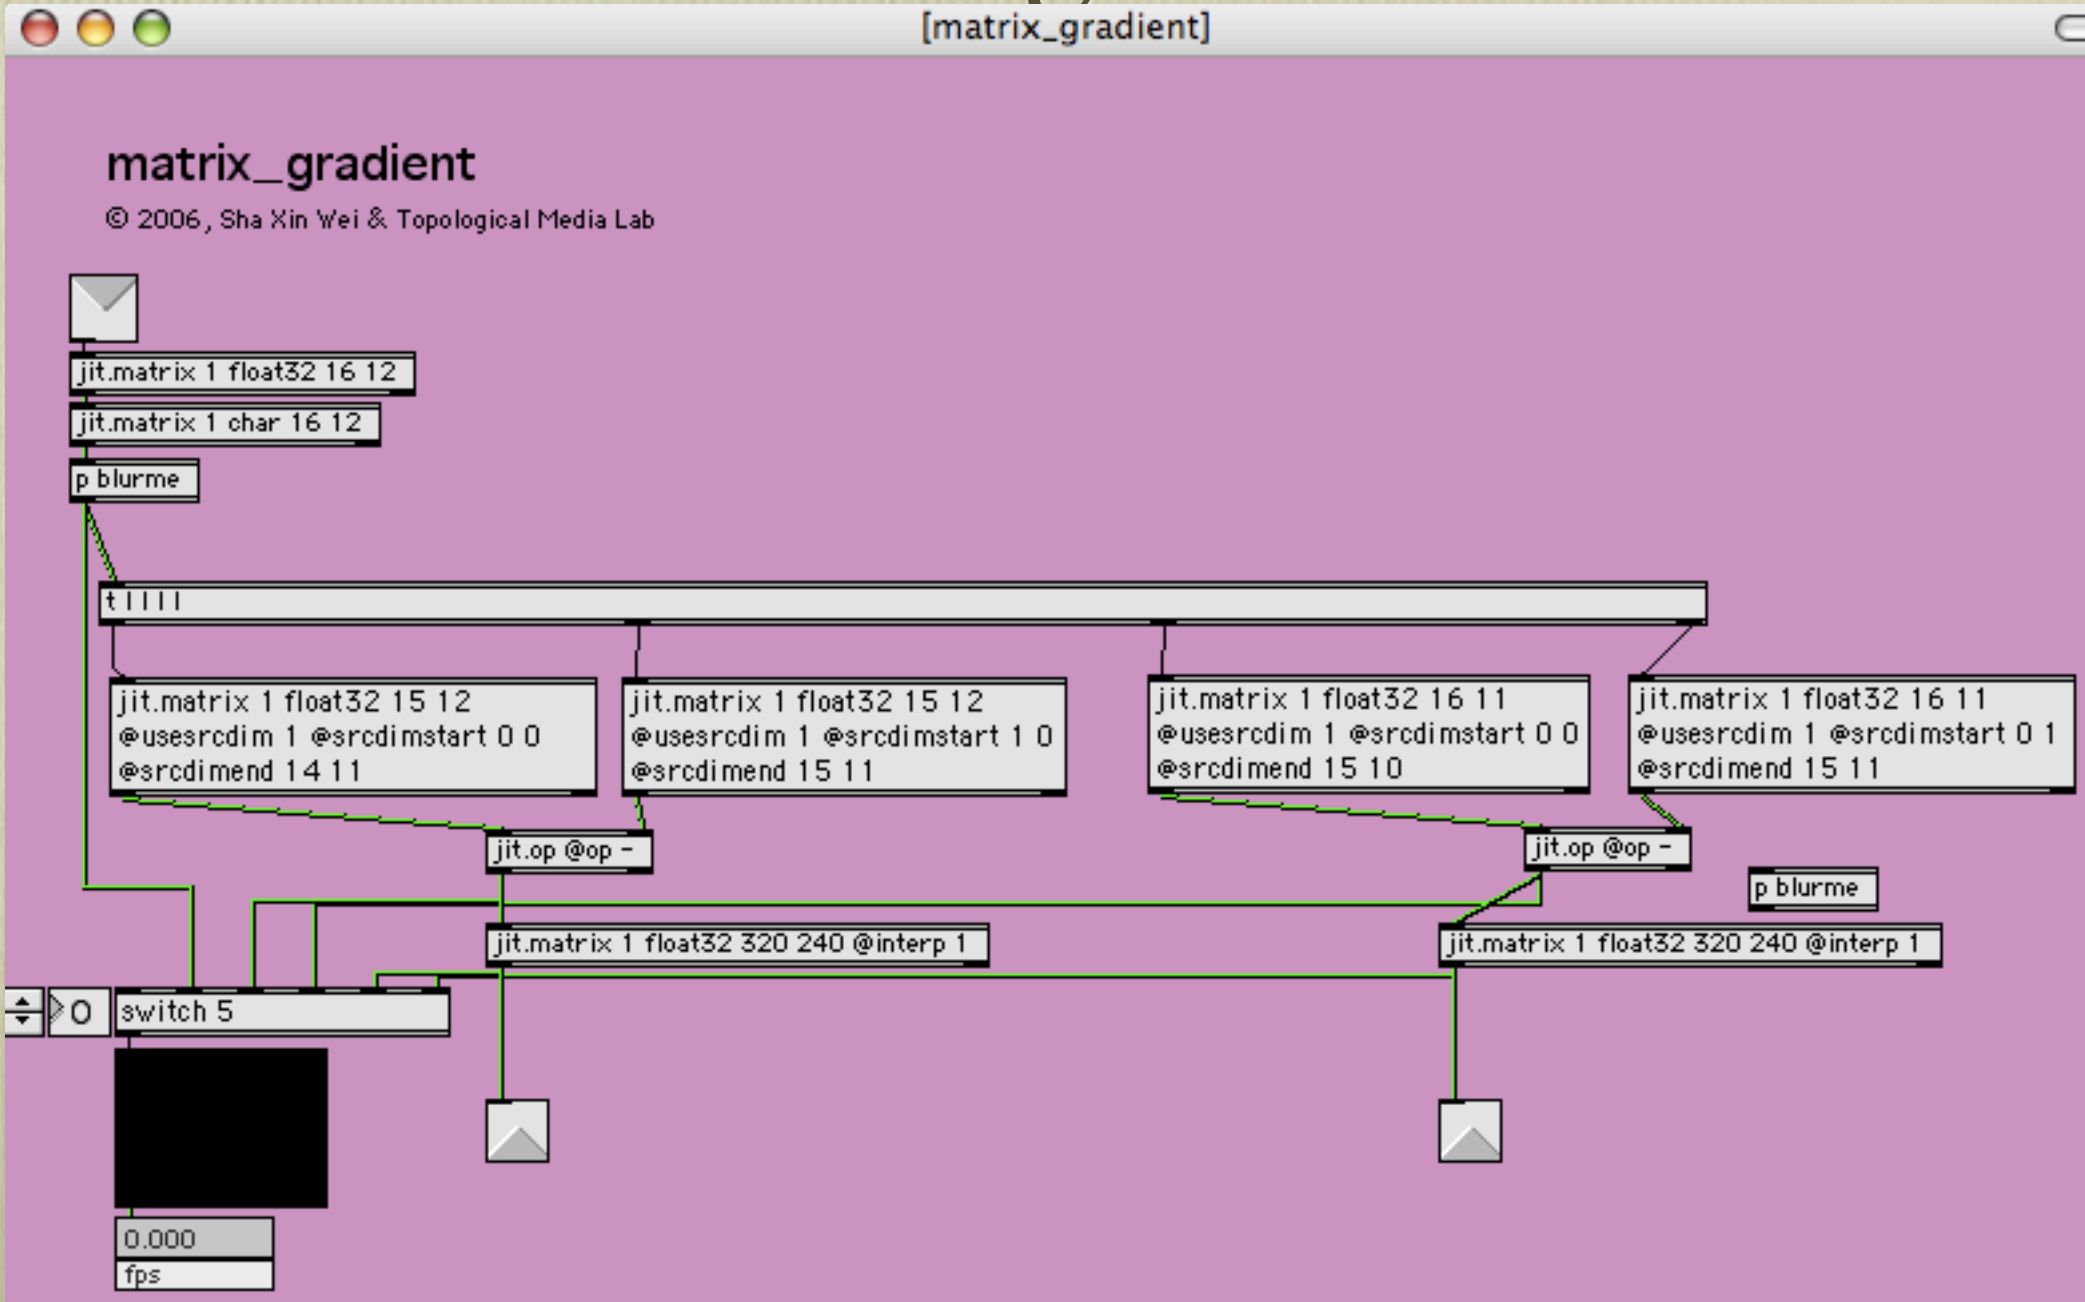 [matrix_gradient]
matrix_gradient
© 2006, Sha Xin Wei & Topological Media Lab
jit.matrix 1 float32 16 12
jit.matrix 1 char 16 12
p blurme
t l l l l
jit.matrix 1 float32 15 12
@usesrcdim 1 @srcdimstart 0 0
@srcdimend 14 11
jit.matrix 1 float32 15 12
@usesrcdim 1 @srcdimstart 1 0
@srcdimend 15 11
jit.matrix 1 float32 16 11
@usesrcdim 1 @srcdimstart 0 0
@srcdimend 15 10
jit.matrix 1 float32 16 11
@usesrcdim 1 @srcdimstart 0 1
@srcdimend 15 11
jit.op @op -
jit.op @op -
p blurme
jit.matrix 1 float32 320 240 @interp 1
jit.matrix 1 float32 320 240 @interp 1
0
switch 5
0.000
fps